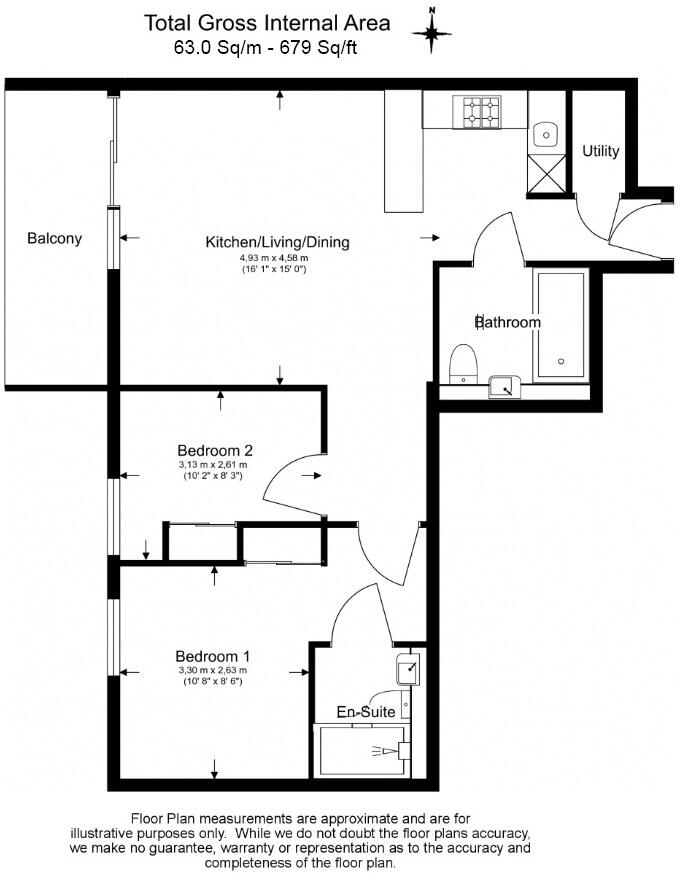 Total Gross Internal Area
63.0 Sq/m - 679 Sq/ft
N
Utility
Balcony
Kitchen/Living/Dining
4,93 m x 4,58 m
(16' 1" x 15' 0")
Bathroom
Bedroom 2
3,13 m x 2,61 m
(10' 2" x 8' 3")
Bedroom 1
3,30 m x 2,63 m
(10' 8" x 8' 6")
En-Suite
Floor Plan measurements are approximate and are for
illustrative purposes only. While we do not doubt the floor plans accuracy,
we make no guarantee, warranty or representation as to the accuracy and
completeness of the floor plan.